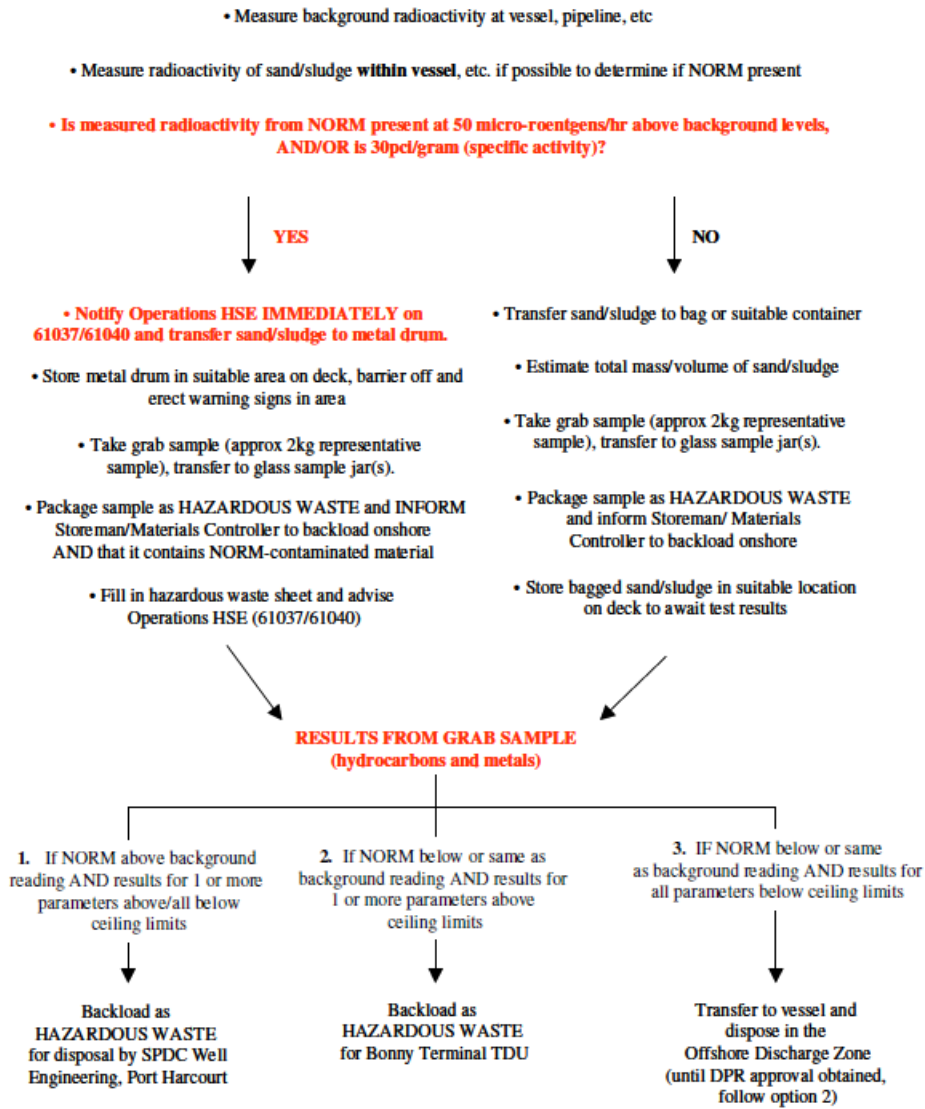 • Measure background radioactivity at vessel, pipeline, etc
• Measure radioactivity of sand/sludge within vessel, etc. if possible to determine if NORM present
• Is measured radioactivity from NORM present at 50 micro-roentgens/hr above background levels,
AND/OR is 30pci/gram (specific activity)?
YES
NO
• Notify Operations HSE IMMEDIATELY on
61037/61040 and transfer sand/sludge to metal drum.
• Store metal drum in suitable area on deck, barrier off and
erect warning signs in area
• Take grab sample (approx 2kg representative
sample), transfer to glass sample jar(s).
• Package sample as HAZARDOUS WASTE and INFORM
Storeman/Materials Controller to backload onshore
AND that it contains NORM-contaminated material
• Fill in hazardous waste sheet and advise
Operations HSE (61037/61040)
• Transfer sand/sludge to bag or suitable container
• Estimate total mass/volume of sand/sludge
• Take grab sample (approx 2kg representative
sample), transfer to glass sample jar(s).
• Package sample as HAZARDOUS WASTE
and inform Storeman/ Materials
Controller to backload onshore
• Store bagged sand/sludge in suitable location
on deck to await test results
RESULTS FROM GRAB SAMPLE
(hydrocarbons and metals)
1. If NORM above background
reading AND results for 1 or more
parameters above/all below
ceiling limits
2. If NORM below or same as
background reading AND results for
1 or more parameters above
ceiling limits
3. IF NORM below or same
as background reading AND results for
all parameters below ceiling limits
Backload as
HAZARDOUS WASTE
for disposal by SPDC Well
Engineering, Port Harcourt
Backload as
HAZARDOUS WASTE
for Bonny Terminal TDU
Transfer to vessel and
dispose in the
Offshore Discharge Zone
(until DPR approval obtained,
follow option 2)